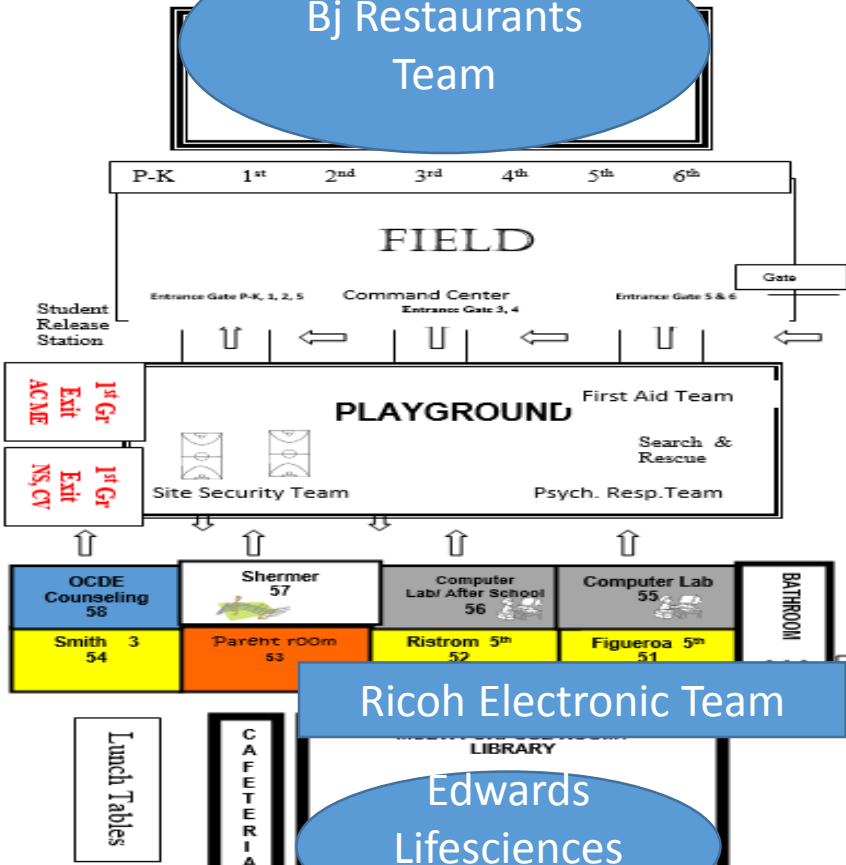 Bj Restaurants
Team
P-K 1st 2nd 3rd 4th 5th 6th
FIELD
Gate
Entrance Gate P-K, 1, 2, 5
Command Center
Entrance Gate 3, 4
Entrance Gate 5 & 6
Student
Release
Station
1st Gr
Exit
AC ME
PLAYGROUND
First Aid Team
Search &
Rescue
1st Gr
Exit
NS, CV
Site Security Team
Psych. Resp.Team
OCDE
Counseling
58
Shermer
57
Computer
Lab/ After School
56
Computer Lab
55
BATHROOM
Smith 3
54
Parent room
53
Ristrom 5th
52
Figueroa 5th
51
Ricoh Electronic Team
Lunch Tables
CAFETERIA
LIBRARY
Edwards
Lifesciences